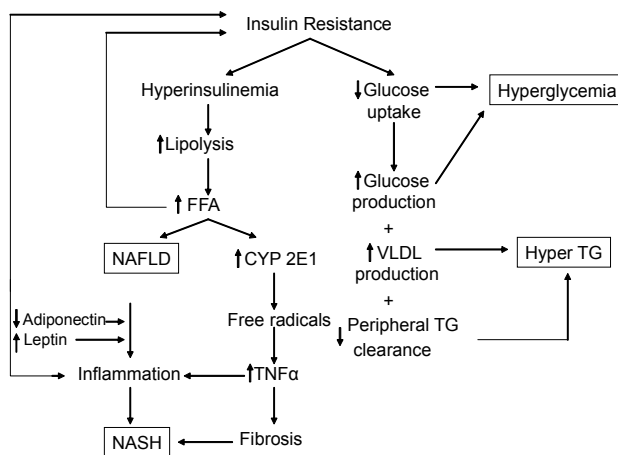 Insulin Resistance
Hyperinsulinemia
Glucose
uptake
Hyperglycemia
Lipolysis
Glucose
production
FFA
+
NAFLD
CYP 2E1
VLDL
production
Hyper TG
+
Adiponectin
Leptin
Free radicals
Peripheral TG
clearance
Inflammation
TNFα
NASH
Fibrosis